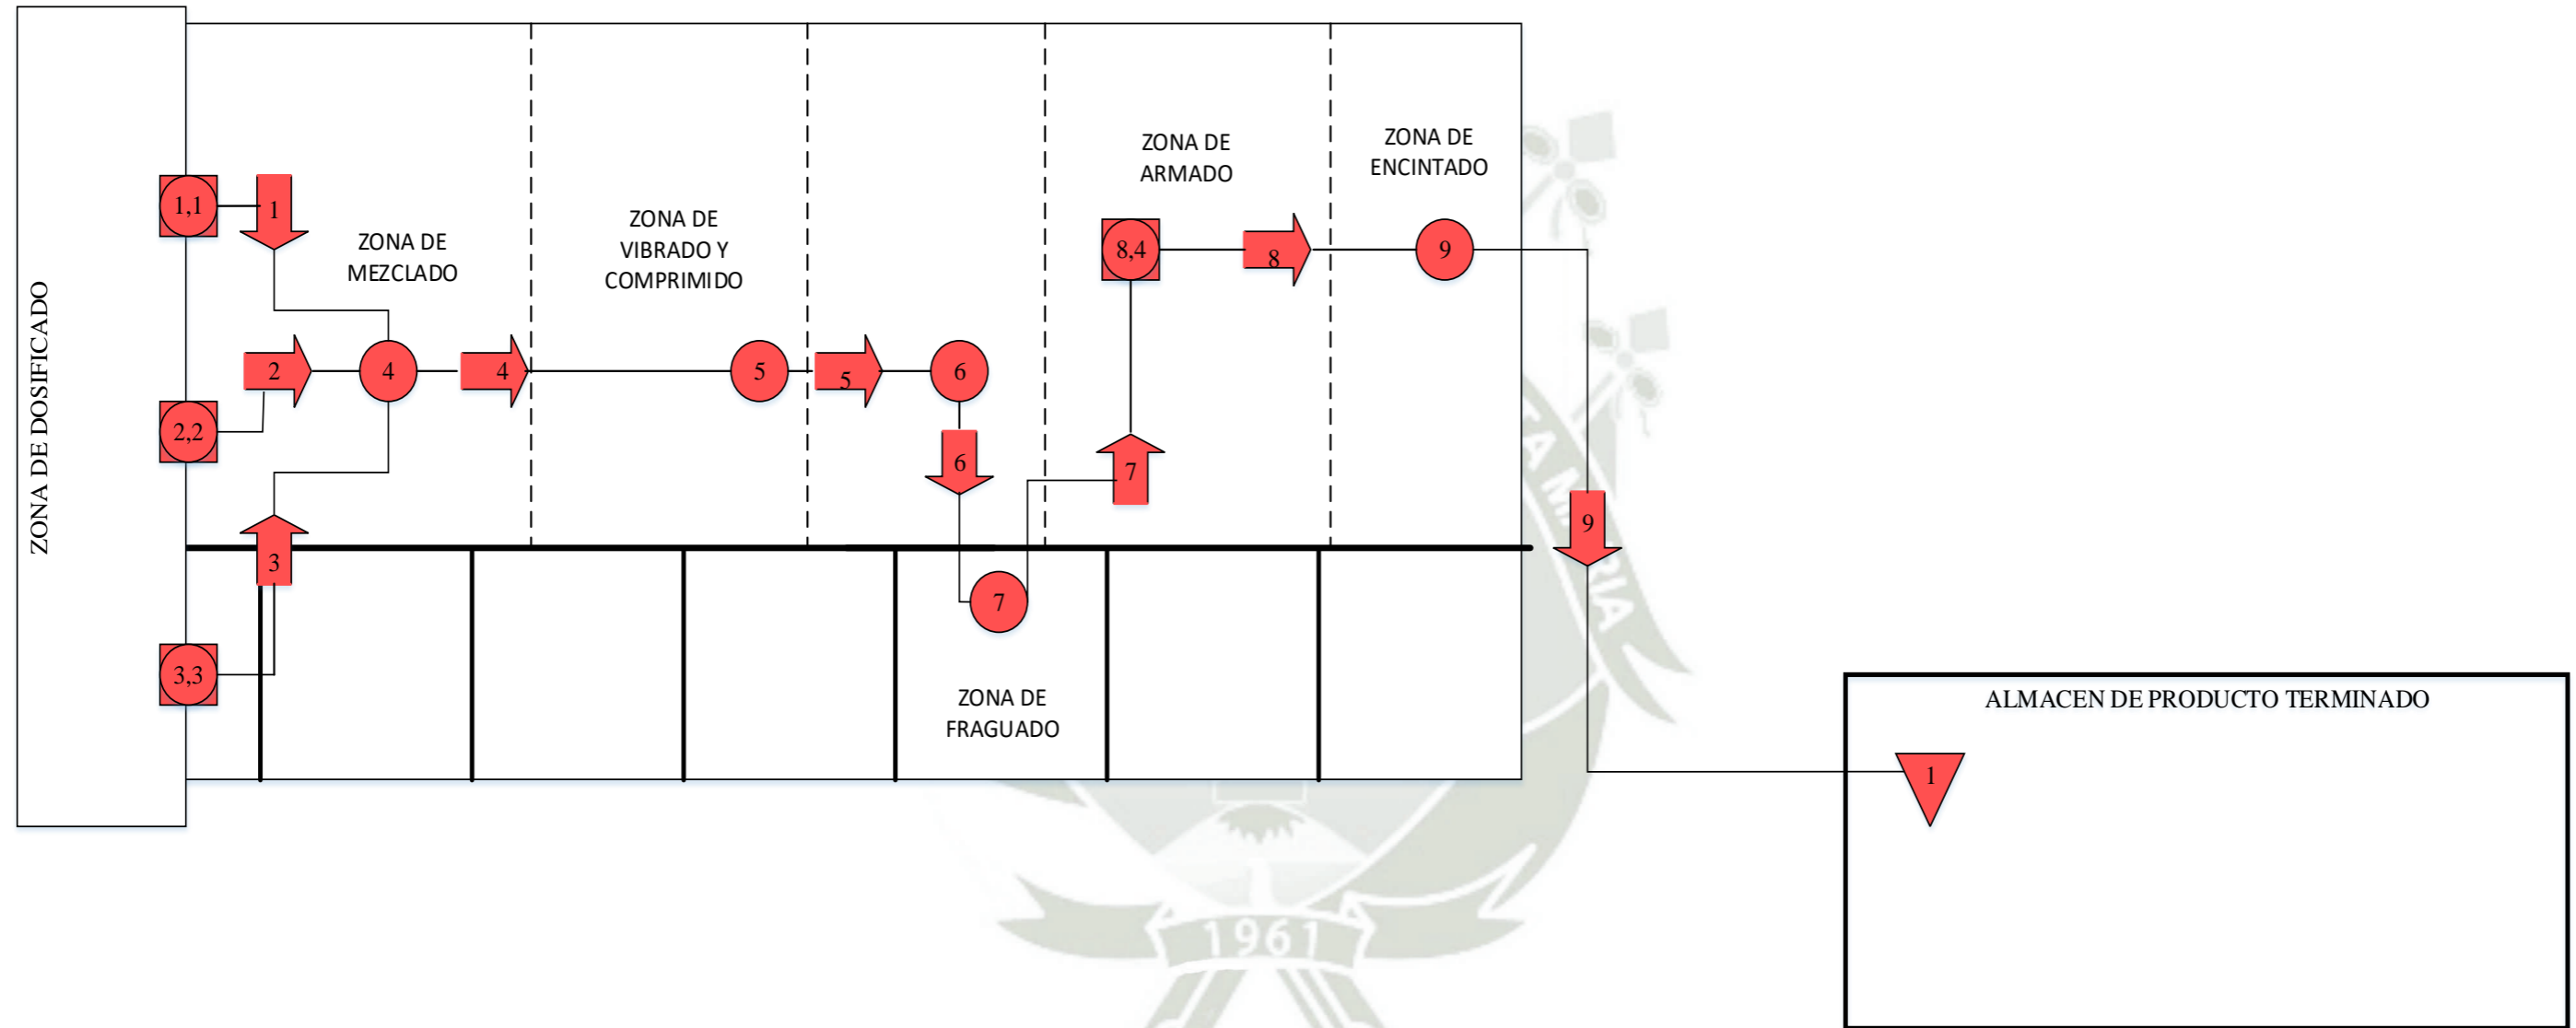 ZONA DE DOSIFICADO
1,1
1
ZONA DE
MEZCLADO
2
4
4
2,2
3
3,3
ZONA DE
VIBRADO Y
COMPRIMIDO
5
5
6
6
7
ZONA DE
FRAGUADO
7
ZONA DE
ARMADO
8,4
8
ZONA DE
ENCINTADO
9
9
ALMACEN DE PRODUCTO TERMINADO
1
TA MARIA
1961